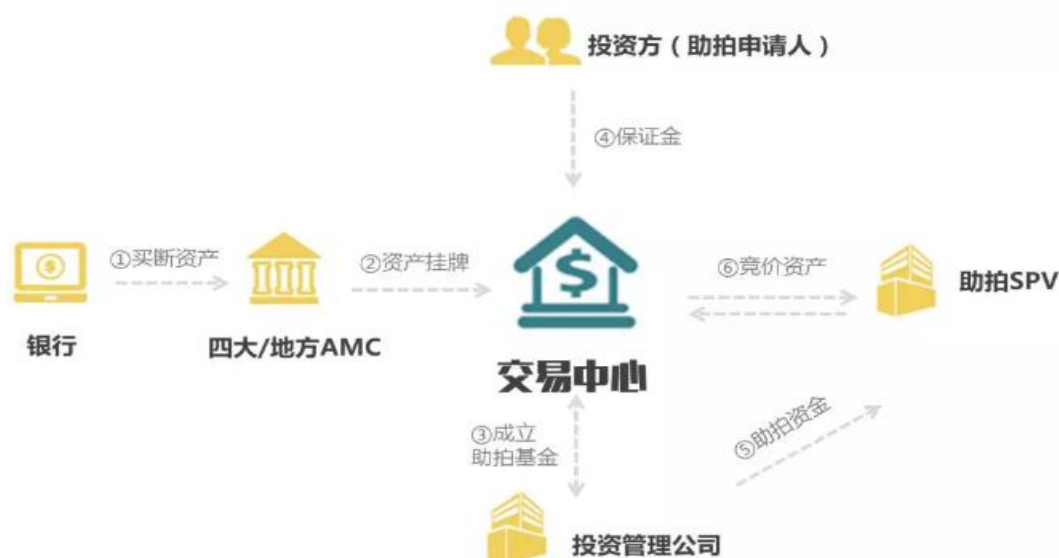 投资方（助拍申请人）
④保证金
①买断资产
②资产挂牌
⑥竞价资产
助拍SPV
银行
四大/地方AMC
交易中心
③成立
助拍基金
⑤助拍资金
投资管理公司